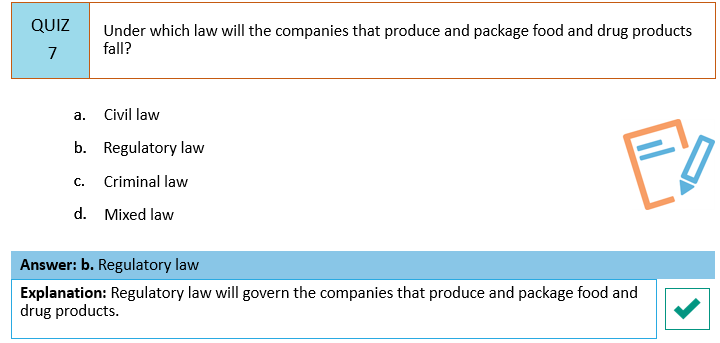 QUIZ
7
Under which law will the companies that produce and package food and drug products
fall?
a. Civil law
b. Regulatory law
c. Criminal law
d. Mixed law
Answer: b. Regulatory law
Explanation: Regulatory law will govern the companies that produce and package food and
drug products.